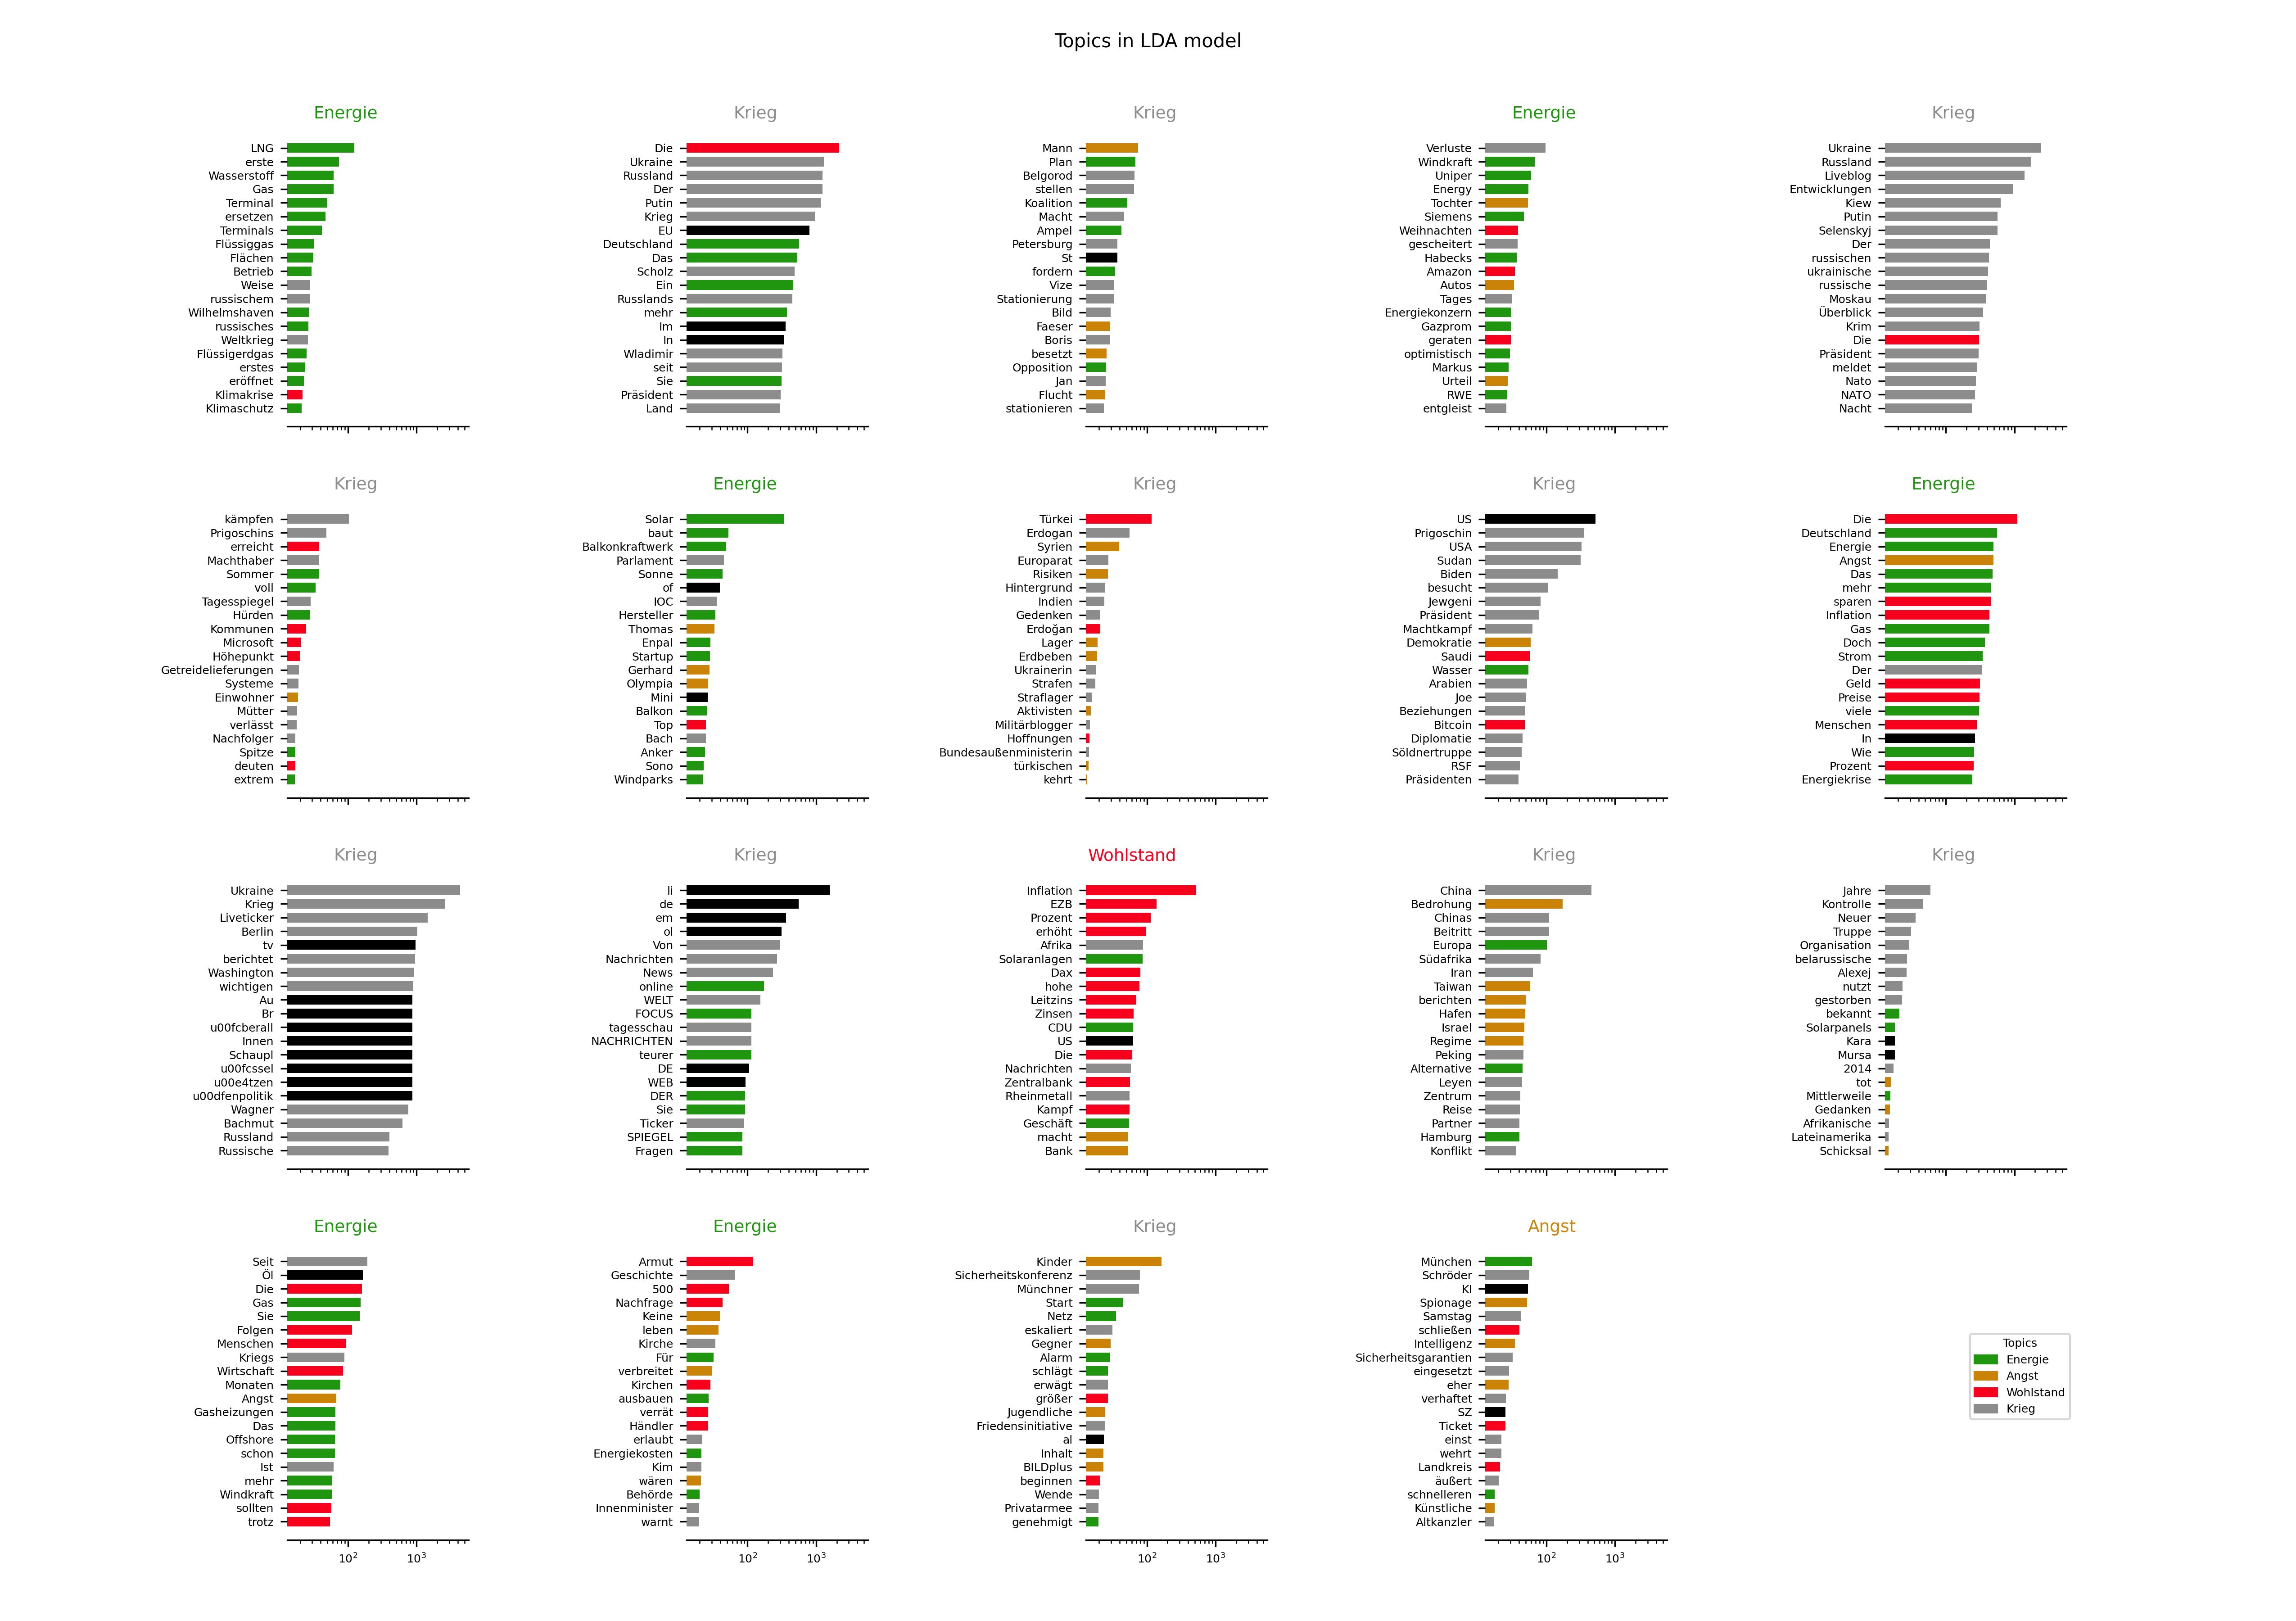 Topics in LDA model
Energie
LNG
erste
Wasserstoff
Gas
Terminal
ersetzen
Terminals
Flüssiggas
Flächen
Betrieb
Weise
russischem
Wilhelmshaven
russisches
Weltkrieg
Flüssigerdgas
erstes
eröffnet
Klimakrise
Klimaschutz
Krieg
Die
Ukraine
Russland
Der
Putin
Krieg
EU
Deutschland
Das
Scholz
Ein
Russlands
mehr
Im
In
Wladimir
seit
Sie
Präsident
Land
Krieg
Mann
Plan
Belgorod
stellen
Koalition
Macht
Ampel
Petersburg
St
fordern
Vize
Stationierung
Bild
Faeser
Boris
besetzt
Opposition
Jan
Flucht
stationieren
Energie
Verluste
Windkraft
Uniper
Energy
Tochter
Siemens
Weihnachten
gescheitert
Habecks
Amazon
Autos
Tages
Energiekonzern
Gazprom
geraten
optimistisch
Markus
Urteil
RWE
entgleist
Krieg
Ukraine
Russland
Liveblog
Entwicklungen
Kiew
Putin
Selenskyj
Der
russischen
ukrainische
russische
Moskau
Überblick
Krim
Die
Präsident
meldet
Nato
NATO
Nacht
Krieg
kämpfen
Prigoschins
erreicht
Machthaber
Sommer
voll
Tagesspiegel
Hürden
Kommunen
Microsoft
Höhepunkt
Getreidelieferungen
Systeme
Einwohner
Mütter
verlässt
Nachfolger
Spitze
deuten
extrem
Energie
Solar
baut
Balkonkraftwerk
Parlament
Sonne
of
IOC
Hersteller
Thomas
Enpal
Startup
Gerhard
Olympia
Mini
Balkon
Top
Bach
Anker
Sono
Windparks
Krieg
Türkei
Erdogan
Syrien
Europarat
Risiken
Hintergrund
Indien
Gedenken
Erdoğan
Lager
Erdbeben
Ukrainerin
Strafen
Straflager
Aktivisten
Militärblogger
Hoffnungen
Bundesaußenministerin
türkischen
kehrt
Krieg
US
Prigoschin
USA
Sudan
Biden
besucht
Jewgeni
Präsident
Machtkampf
Demokratie
Saudi
Wasser
Arabien
Joe
Beziehungen
Bitcoin
Diplomatie
Söldnertruppe
RSF
Präsidenten
Energie
Die
Deutschland
Energie
Angst
Das
mehr
sparen
Inflation
Gas
Doch
Strom
Der
Geld
Preise
viele
Menschen
In
Wie
Prozent
Energiekrise
Krieg
Ukraine
Krieg
Liveticker
Berlin
tv
berichtet
Washington
wichtigen
Au
Br
u00fcberall
Innen
Schaupl
u00fcssel
u00e4tzen
u00dfenpolitik
Wagner
Bachmut
Russland
Russische
Krieg
li
de
em
ol
Von
Nachrichten
News
online
WELT
FOCUS
tagesschau
NACHRICHTEN
teurer
DE
WEB
DER
Sie
Ticker
SPIEGEL
Fragen
Wohlstand
Inflation
EZB
Prozent
erhöht
Afrika
Solaranlagen
Dax
hohe
Leitzins
Zinsen
CDU
US
Die
Nachrichten
Zentralbank
Rheinmetall
Kampf
Geschäft
macht
Bank
Krieg
China
Bedrohung
Chinas
Beitritt
Europa
Südafrika
Iran
Taiwan
berichten
Hafen
Israel
Regime
Peking
Alternative
Leyen
Zentrum
Reise
Partner
Hamburg
Konflikt
Krieg
Jahre
Kontrolle
Neuer
Truppe
Organisation
belarussische
Alexej
nutzt
gestorben
bekannt
Solarpanels
Kara
Mursa
2014
tot
Mittlerweile
Gedanken
Afrikanische
Lateinamerika
Schicksal
Energie
Seit
Öl
Die
Gas
Sie
Folgen
Menschen
Kriegs
Wirtschaft
Monaten
Angst
Gasheizungen
Das
Offshore
schon
Ist
mehr
Windkraft
sollten
trotz
10² 10³
Energie
Armut
Geschichte
500
Nachfrage
Keine
leben
Kirche
Für
verbreitet
Kirchen
ausbauen
verrät
Händler
erlaubt
Energiekosten
Kim
wären
Behörde
Innenminister
warnt
10² 10³
Krieg
Kinder
Sicherheitskonferenz
Münchner
Start
Netz
eskaliert
Gegner
Alarm
schlägt
erwägt
größer
Jugendliche
Friedensinitiative
al
Inhalt
BILDplus
beginnen
Wende
Privatarmee
genehmigt
10² 10³
Angst
München
Schröder
KI
Spionage
Samstag
schließen
Intelligenz
Sicherheitsgarantien
eingesetzt
eher
verhaftet
SZ
Ticket
einst
wehrt
Landkreis
äußert
schnelleren
Künstliche
Altkanzler
10² 10³
Topics
Energie
Angst
Wohlstand
Krieg